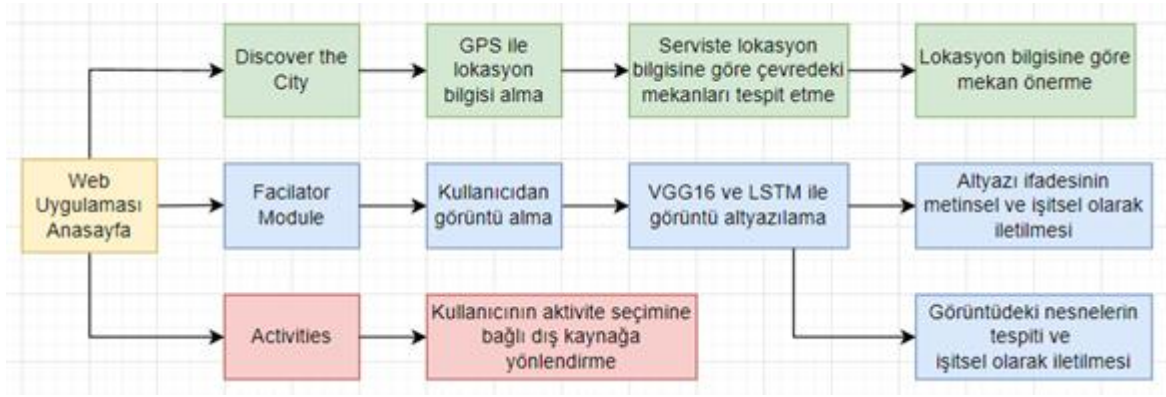 Discover the
City
GPS ile
lokasyon
bilgisi alma
Serviste lokasyon
bilgisine göre çevredeki
mekanları tespit etme
Lokasyon bilgisine göre
mekan önerme
Web
Uygulaması
Anasayfa
Facilator
Module
Kullanıcıdan
görüntü alma
VGG16 ve LSTM ile
görüntü altyazılama
Altyazı ifadesinin
metinsel ve işitsel olarak
iletilmesi
Activities
Kullanıcının aktivite seçimine
bağlı dış kaynağa
yönlendirme
Görüntüdeki nesnelerin
tespiti ve
işitsel olarak iletilmesi